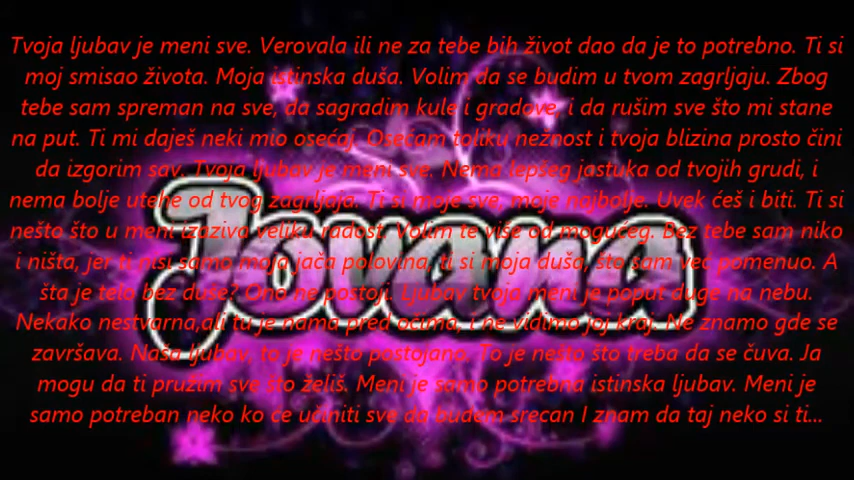 Tvoja ljubav je meni sve. Verovala ili ne za tebe bih život dao da je to potrebno. Ti si
moj smisao života. Moja istinska duša. Volim da se budim u tvom zagrljaju. Zbog
tebe sam spreman na sve, da sagradim kule i gradove, i da rušim sve što mi stane
na put. Ti mi daješ neki mio osećaj. Osećam toliku nežnost i tvoja blizina prosto čini
da izgorim sav. Tvoja ljubav je meni sve. Nema lepšeg jastuka od tvojih grudi, i
nema bolje utehe od tvog zagrljaja. Ti si moje sve, moje najbolje. Uvek ćeš i biti. Ti si
nešto što u meni izaziva veliku radost. Volim te više od mogućeg. Bez tebe sam niko
i ništa, jer ti nisi samo moja jača polovina, ti si moja duša, što sam već pomenuo. A
šta je telo bez duše? Ono ne postoji. Ljubav tvoja meni je poput duge na nebu.
Nekako nestvarna,ali tu je nama pred očima, i ne vidimo joj kraj. Ne znamo gde se
završava. Naša ljubav, to je nešto postojano. To je nešto što treba da se čuva. Ja
mogu da ti pružim sve što želiš. Meni je samo potrebna istinska ljubav. Meni je
samo potreban neko ko će učiniti sve da budem srecan I znam da taj neko si ti...
Jovana